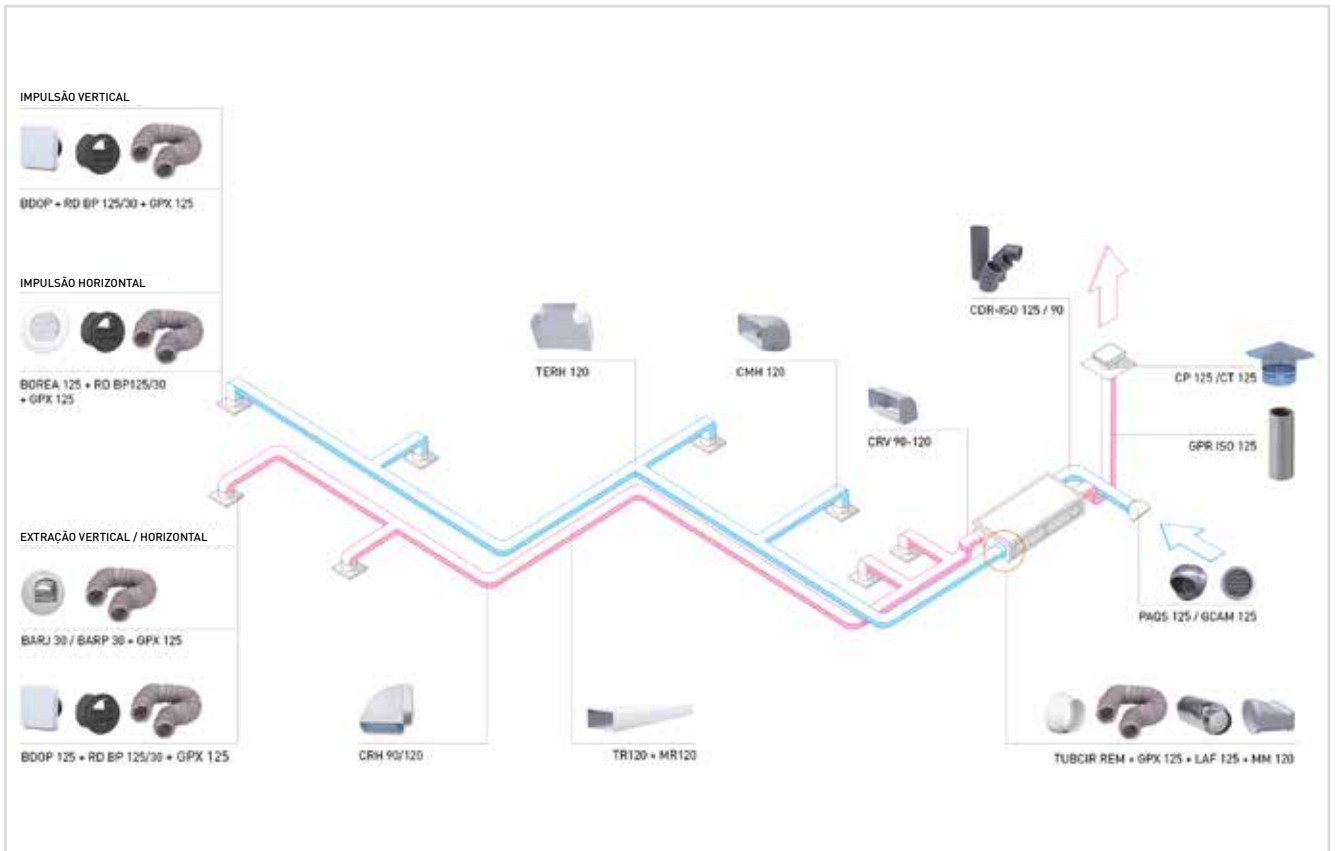 IMPULSÃO VERTICAL
BDOP + RD BP 125/30 + GPX 125
IMPULSÃO HORIZONTAL
BOREA 125 + RD BP125/30
+ GPX 125
EXTRAÇÃO VERTICAL / HORIZONTAL
BARJ 30 / BARP 30 + GPX 125
BDOP 125 + RD BP 125/30 + GPX 125
TERH 120
CMH 120
CRV 90-120
CDR-ISO 125 / 90
CP 125 /CT 125
GPR ISO 125
PAQS 125 / GCAM 125
CRH 90/120
TR120 + MR120
TUBCIR REM + GPX 125 + LAF 125 + MM 120